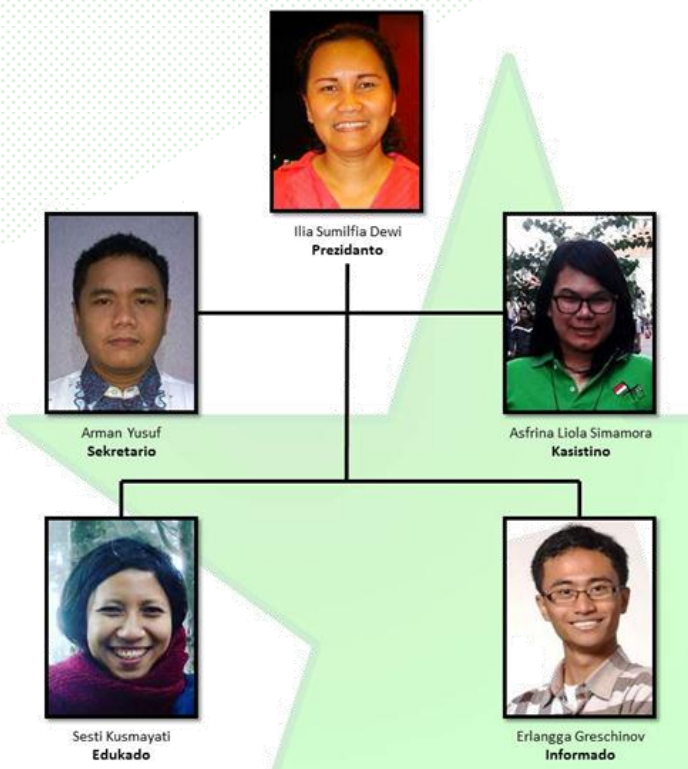 Ilia Sumilfia Dewi
Prezidanto
Arman Yusuf
Sekretario
Asfrina Liola Simamora
Kasistino
Sesti Kusmayati
Edukado
Erlangga Greschinov
Informado